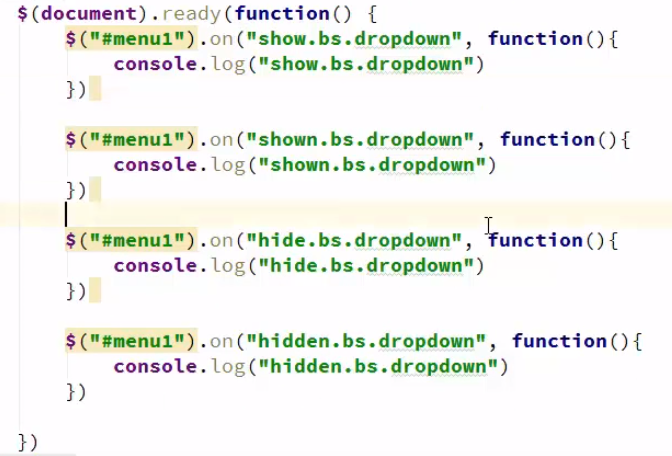 $(document).ready(function() {
    $("#menu1").on("show.bs.dropdown", function(){
        console.log("show.bs.dropdown")
    })

    $("#menu1").on("shown.bs.dropdown", function(){
        console.log("shown.bs.dropdown")
    })

    $("#menu1").on("hide.bs.dropdown", function(){
        console.log("hide.bs.dropdown")
    })

    $("#menu1").on("hidden.bs.dropdown", function(){
        console.log("hidden.bs.dropdown")
    })

})